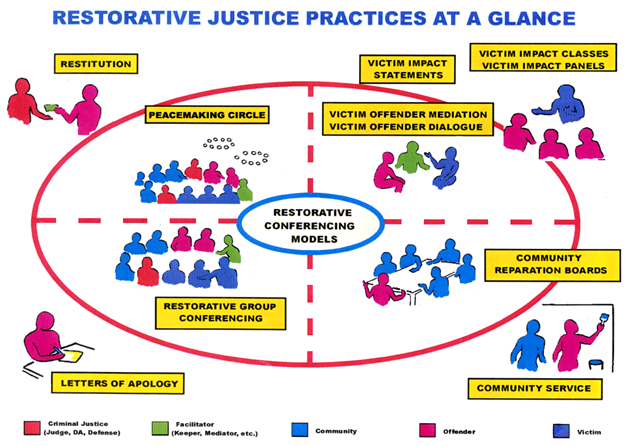 RESTORATIVE JUSTICE PRACTICES AT A GLANCE
RESTITUTION
VICTIM IMPACT
STATEMENTS
VICTIM IMPACT CLASSES
VICTIM IMPACT PANELS
PEACEMAKING CIRCLE
VICTIM OFFENDER MEDIATION
VICTIM OFFENDER DIALOGUE
RESTORATIVE
CONFERENCING
MODELS
RESTORATIVE GROUP
CONFERENCING
COMMUNITY
REPARATION BOARDS
LETTERS OF APOLOGY
COMMUNITY SERVICE
Criminal Justice
(Judge, DA, Defense)
Facilitator
(Keeper, Mediator, etc.)
Community
Offender
Victim